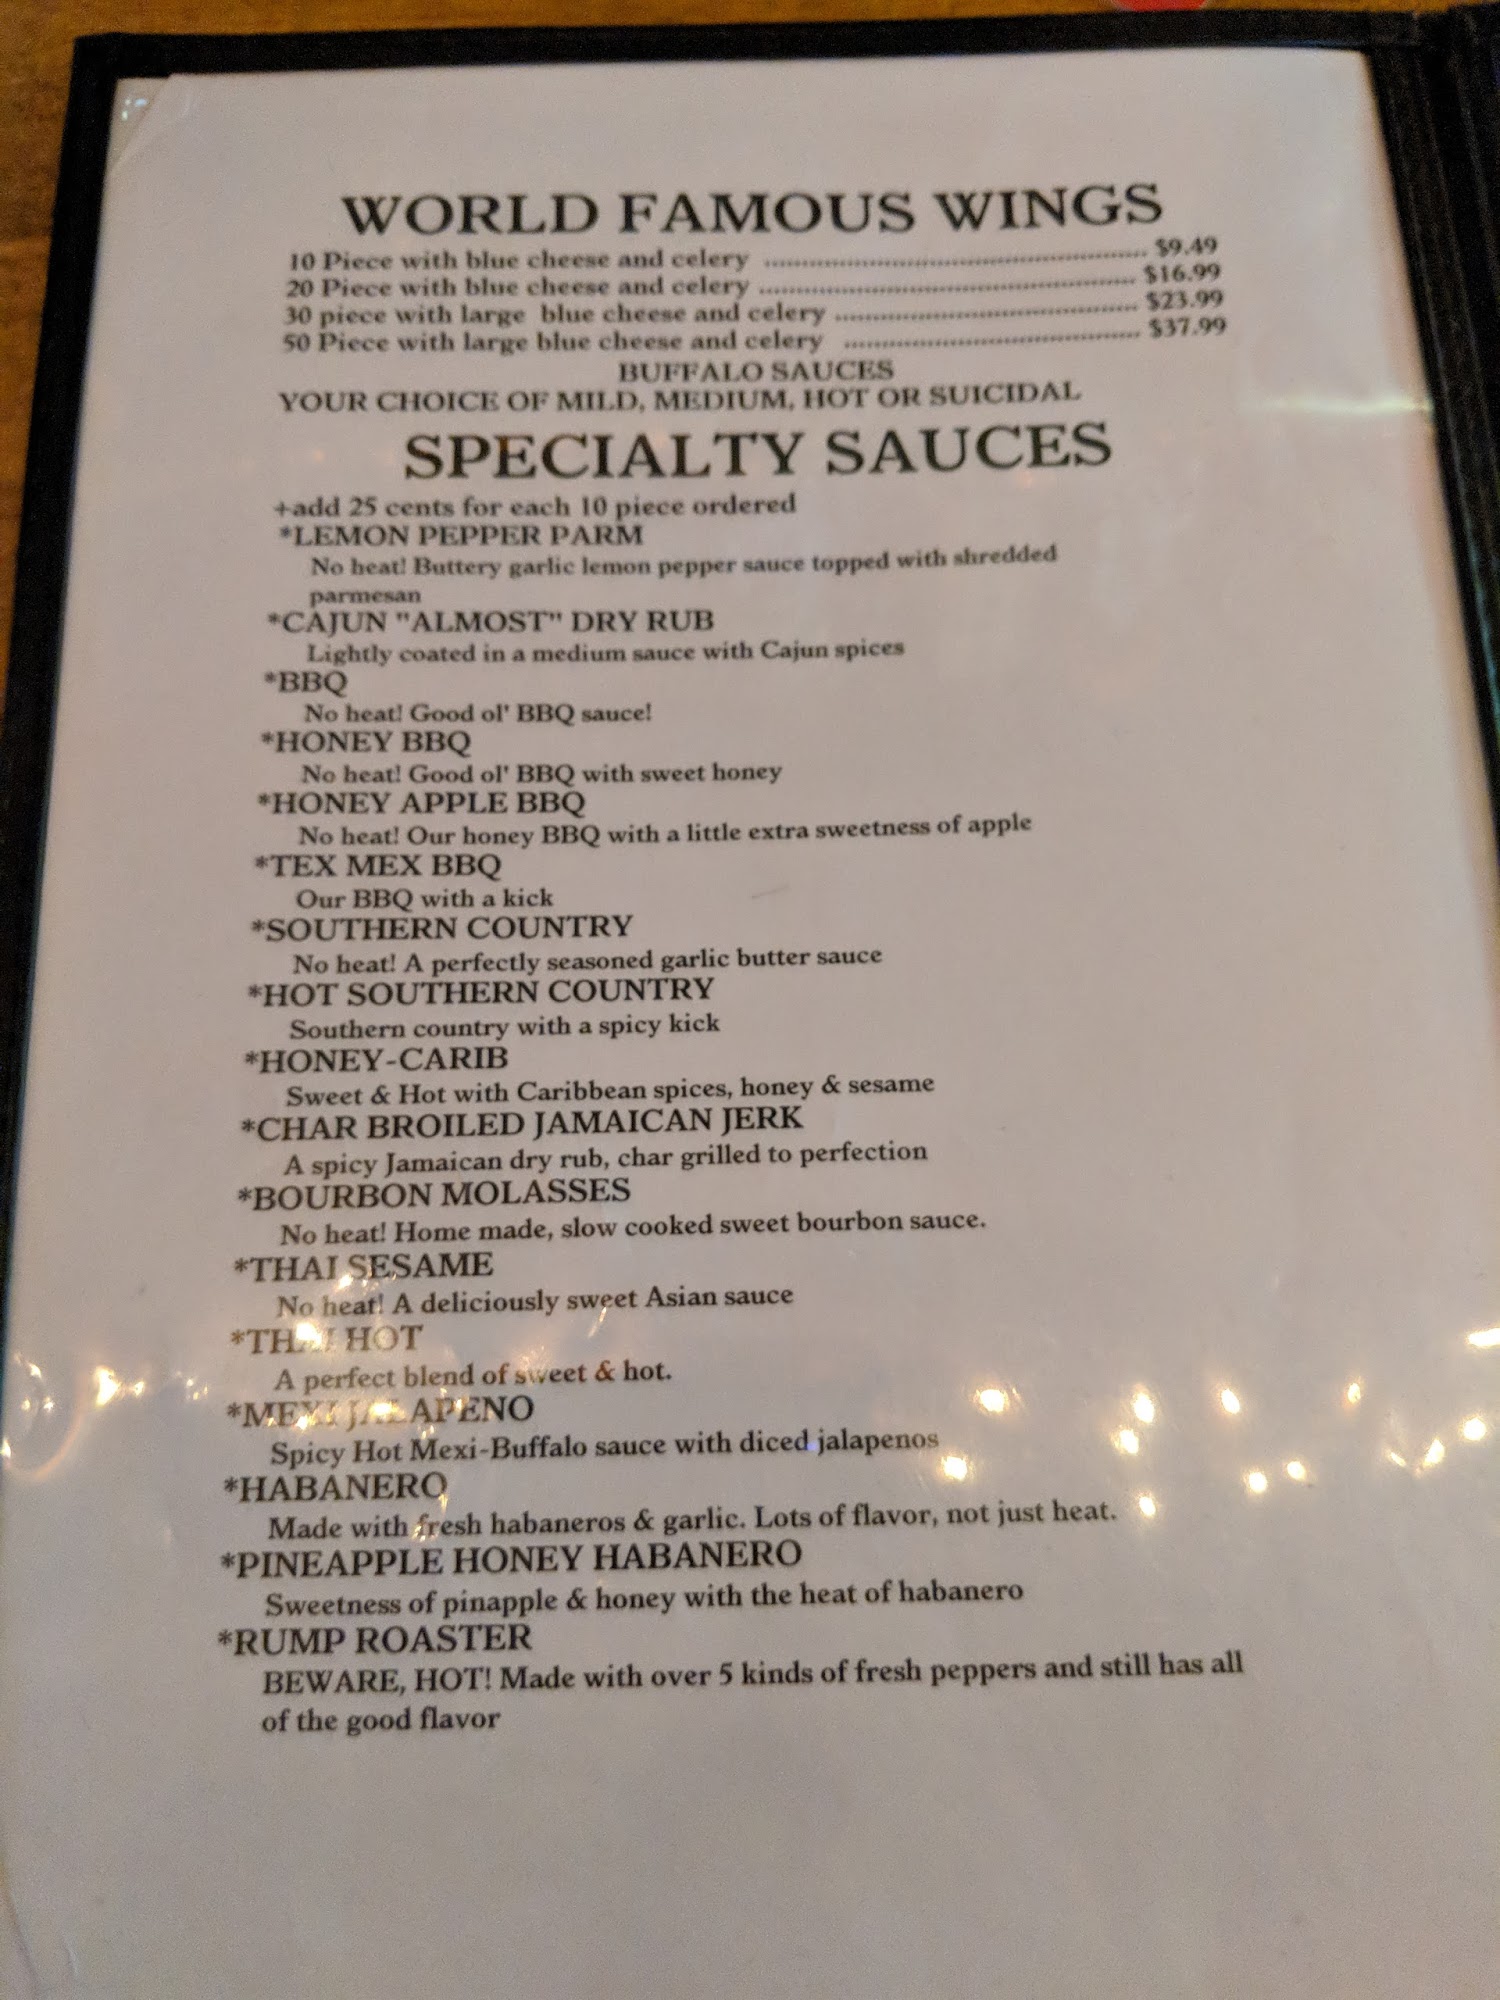 WORLD FAMOUS WINGS
10 Piece with blue cheese and celery ........ $9.49
20 Piece with blue cheese and celery ........ $16.99
30 piece with large blue cheese and celery ........ $23.99
50 Piece with large blue cheese and celery ........ $37.99
BUFFALO SAUCES
YOUR CHOICE OF MILD, MEDIUM, HOT OR SUICIDAL
SPECIALTY SAUCES
+add 25 cents for each 10 piece ordered
*LEMON PEPPER PARM
No heat! Buttery garlic lemon pepper sauce topped with shredded
parmesan
*CAJUN "ALMOST" DRY RUB
Lightly coated in a medium sauce with Cajun spices
*BBQ
No heat! Good ol' BBQ sauce!
*HONEY BBQ
No heat! Good ol' BBQ with sweet honey
*HONEY APPLE BBQ
No heat! Our honey BBQ with a little extra sweetness of apple
*TEX MEX BBQ
Our BBQ with a kick
*SOUTHERN COUNTRY
No heat! A perfectly seasoned garlic butter sauce
*HOT SOUTHERN COUNTRY
Southern country with a spicy kick
*HONEY-CARIB
Sweet & Hot with Caribbean spices, honey & sesame
*CHAR BROILED JAMAICAN JERK
A spicy Jamaican dry rub, char grilled to perfection
*BOURBON MOLASSES
No heat! Home made, slow cooked sweet bourbon sauce.
*THAI SESAME
No heat! A deliciously sweet Asian sauce
*THAI HOT
A perfect blend of sweet & hot.
*MEXI JALAPENO
Spicy Hot Mexi-Buffalo sauce with diced jalapenos
*HABANERO
Made with fresh habaneros & garlic. Lots of flavor, not just heat.
*PINEAPPLE HONEY HABANERO
Sweetness of pinapple & honey with the heat of habanero
*RUMP ROASTER
BEWARE, HOT! Made with over 5 kinds of fresh peppers and still has all
of the good flavor